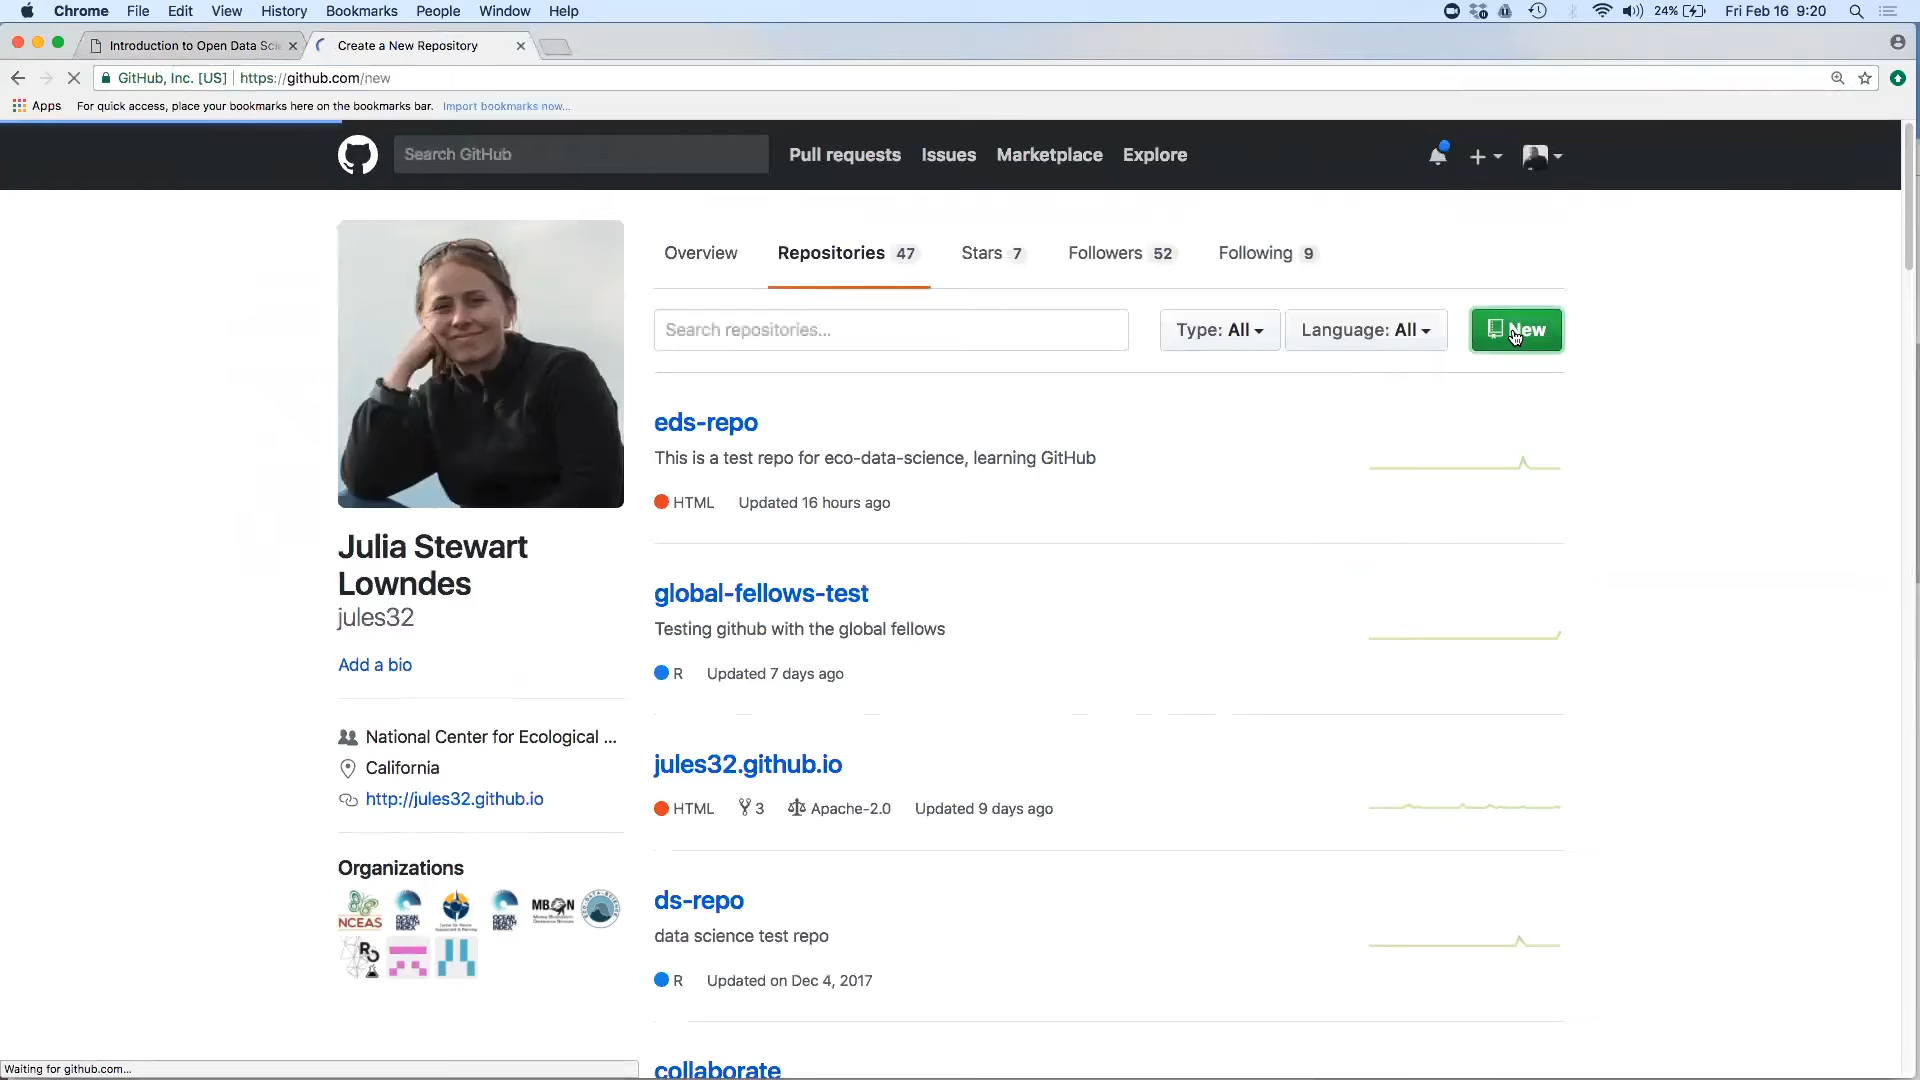 Chrome File Edit View History Bookmarks People Window Help 24% Fri Feb 16 9:20
Introduction to Open Data Sci Create a New Repository
GitHub, Inc. [US] https://github.com/new
Apps For quick access, place your bookmarks here on the bookmarks bar. Import bookmarks now...
Search GitHub Pull requests Issues Marketplace Explore
Overview Repositories 47 Stars 7 Followers 52 Following 9
Search repositories... Type: All Language: All New
eds-repo
This is a test repo for eco-data-science, learning GitHub
HTML Updated 16 hours ago
Julia Stewart
Lowndes
jules32
Add a bio
global-fellows-test
Testing github with the global fellows
R Updated 7 days ago
National Center for Ecological ...
California
http://jules32.github.io
jules32.github.io
HTML 3 Apache-2.0 Updated 9 days ago
Organizations
NCEAS OCEAN HEALTH INDEX OCEAN HEALTH INDEX MBON
ds-repo
data science test repo
R Updated on Dec 4, 2017
collaborate
Waiting for github.com...